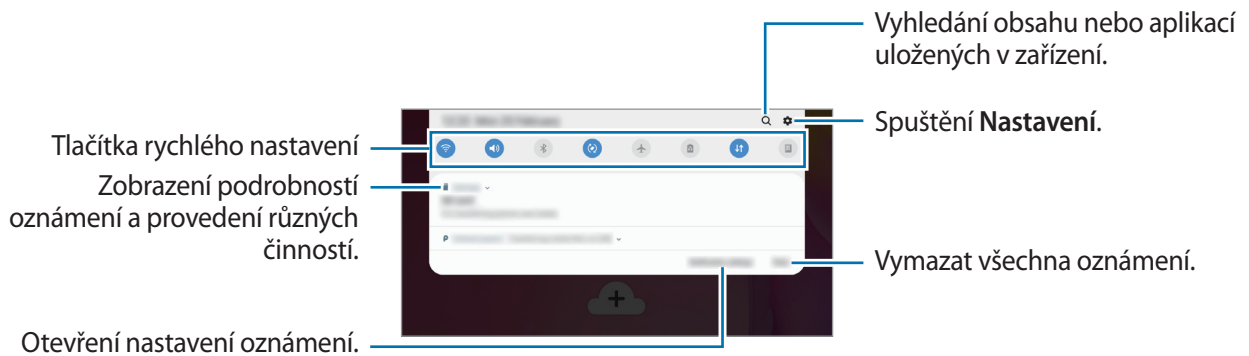 Vyhledání obsahu nebo aplikací
uložených v zařízení.
Spuštění Nastavení.
Tlačítka rychlého nastavení
Zobrazení podrobností
oznámení a provedení různých
činností.
Vymazat všechna oznámení.
Otevření nastavení oznámení.